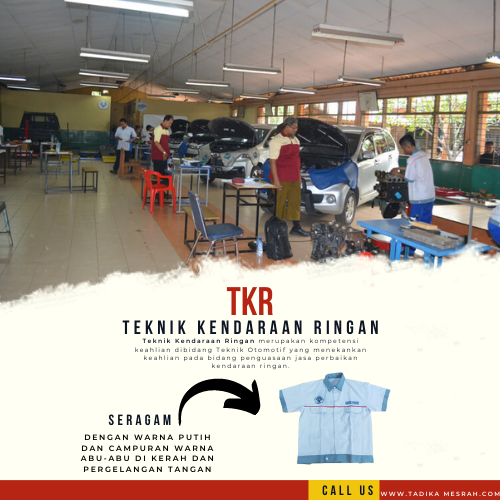 TKR
TEKNIK KENDARAAN RINGAN
Teknik Kendaraan Ringan merupakan kompetensi
keahlian dibidang Teknik Otomotif yang menekankan
keahlian pada bidang penguasaan jasa perbaikan
kendaraan ringan.
SERAGAM
DENGAN WARNA PUTIH
DAN CAMPURAN WARNA
ABU-ABU DI KERAH DAN
PERGELANGAN TANGAN
CALL US
WWW.TADIKA MESRAH.COM